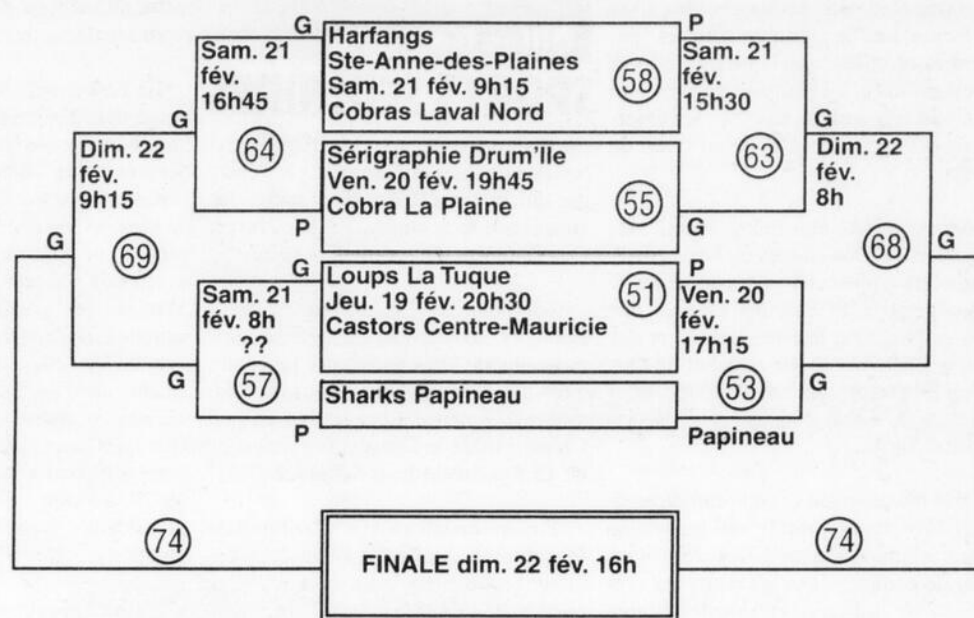 G
Sam. 21
fév.
16h45
64
P
G
Dim. 22
fév.
9h15
G
69
G
Sam. 21
fév. 8h
??
57
P
Harfangs
Ste-Anne-des-Plaines
Sam. 21 fév. 9h15
Cobras Laval Nord
58
Sérigraphie Drum'Ile
Ven. 20 fév. 19h45
Cobra La Plaine
55
Loups La Tuque
Jeu. 19 fév. 20h30
Castors Centre-Mauricie
51
Sharks Papineau
P
Sam. 21
fév.
15h30
63
G
G
Dim. 22
fév.
8h
68
G
P
Ven. 20
fév.
17h15
53
G
Papineau
G
74
FINALE dim. 22 fév. 16h
74